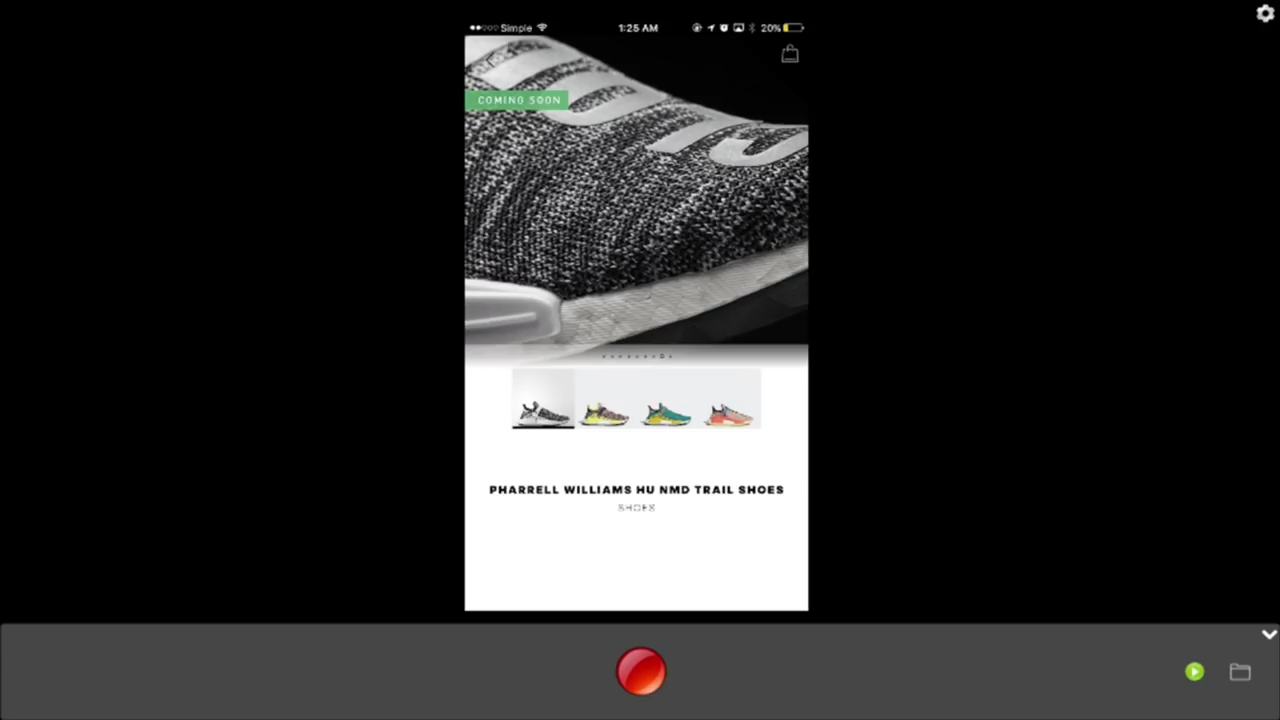 Simple 1:25 AM 20%
COMING SOON
PHARRELL WILLIAMS HU NMD TRAIL SHOES
SHOES